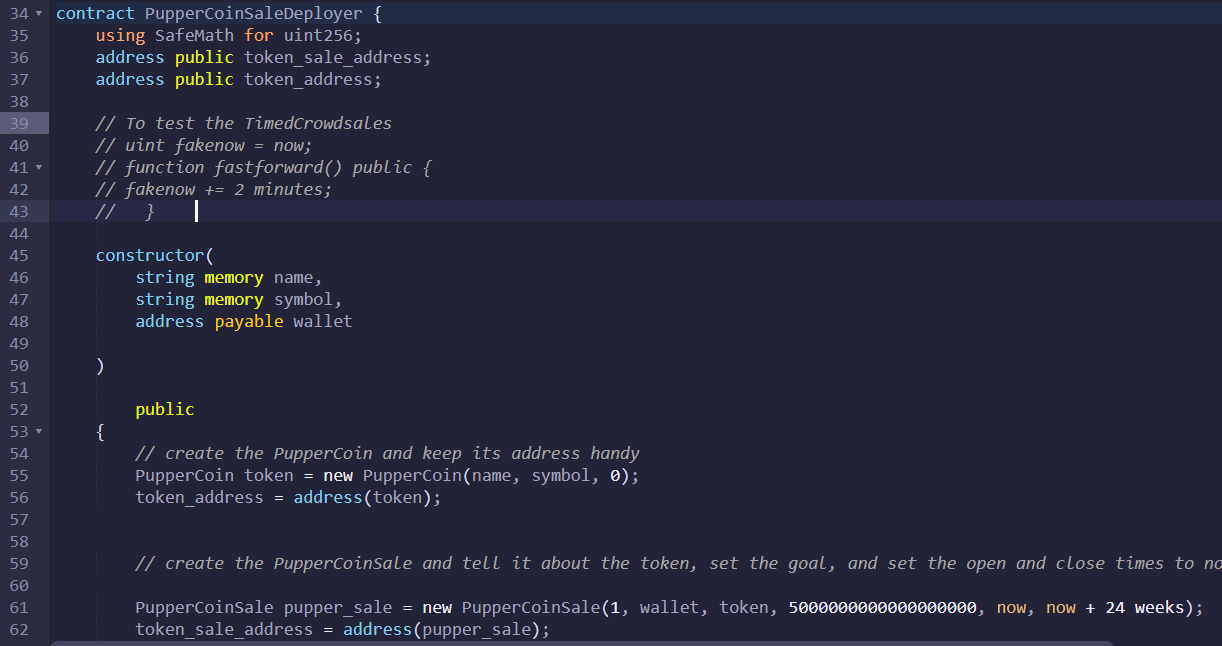 34 contract PupperCoinSaleDeployer {
35 using SafeMath for uint256;
36 address public token_sale_address;
37 address public token_address;
38
39 // To test the TimedCrowdsales
40 // uint fakenow = now;
41 // function fastforward() public {
42 // fakenow += 2 minutes;
43 //   }
44
45 constructor(
46 string memory name,
47 string memory symbol,
48 address payable wallet
49
50 )
51
52 public
53 {
54 // create the PupperCoin and keep its address handy
55 PupperCoin token = new PupperCoin(name, symbol, 0);
56 token_address = address(token);
57
58
59 // create the PupperCoinSale and tell it about the token, set the goal, and set the open and close times to no
60
61 PupperCoinSale pupper_sale = new PupperCoinSale(1, wallet, token, 5000000000000000000, now, now + 24 weeks);
62 token_sale_address = address(pupper_sale);